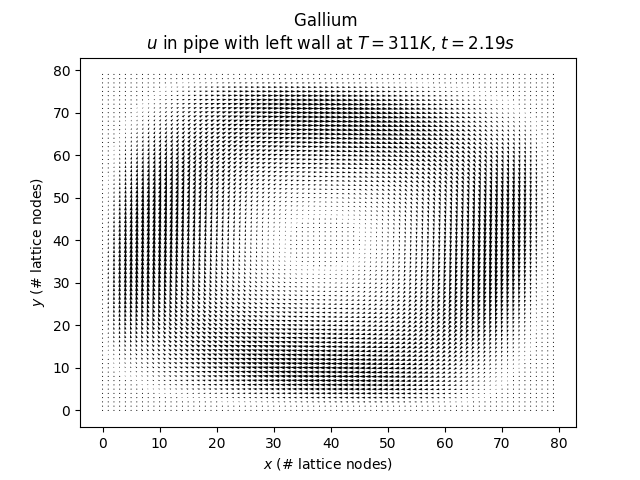 Gallium
u in pipe with left wall at T = 311K, t = 2.19s
80
70
60
50
40
30
20
10
0
y (# lattice nodes)
0 10 20 30 40 50 60 70 80
x (# lattice nodes)